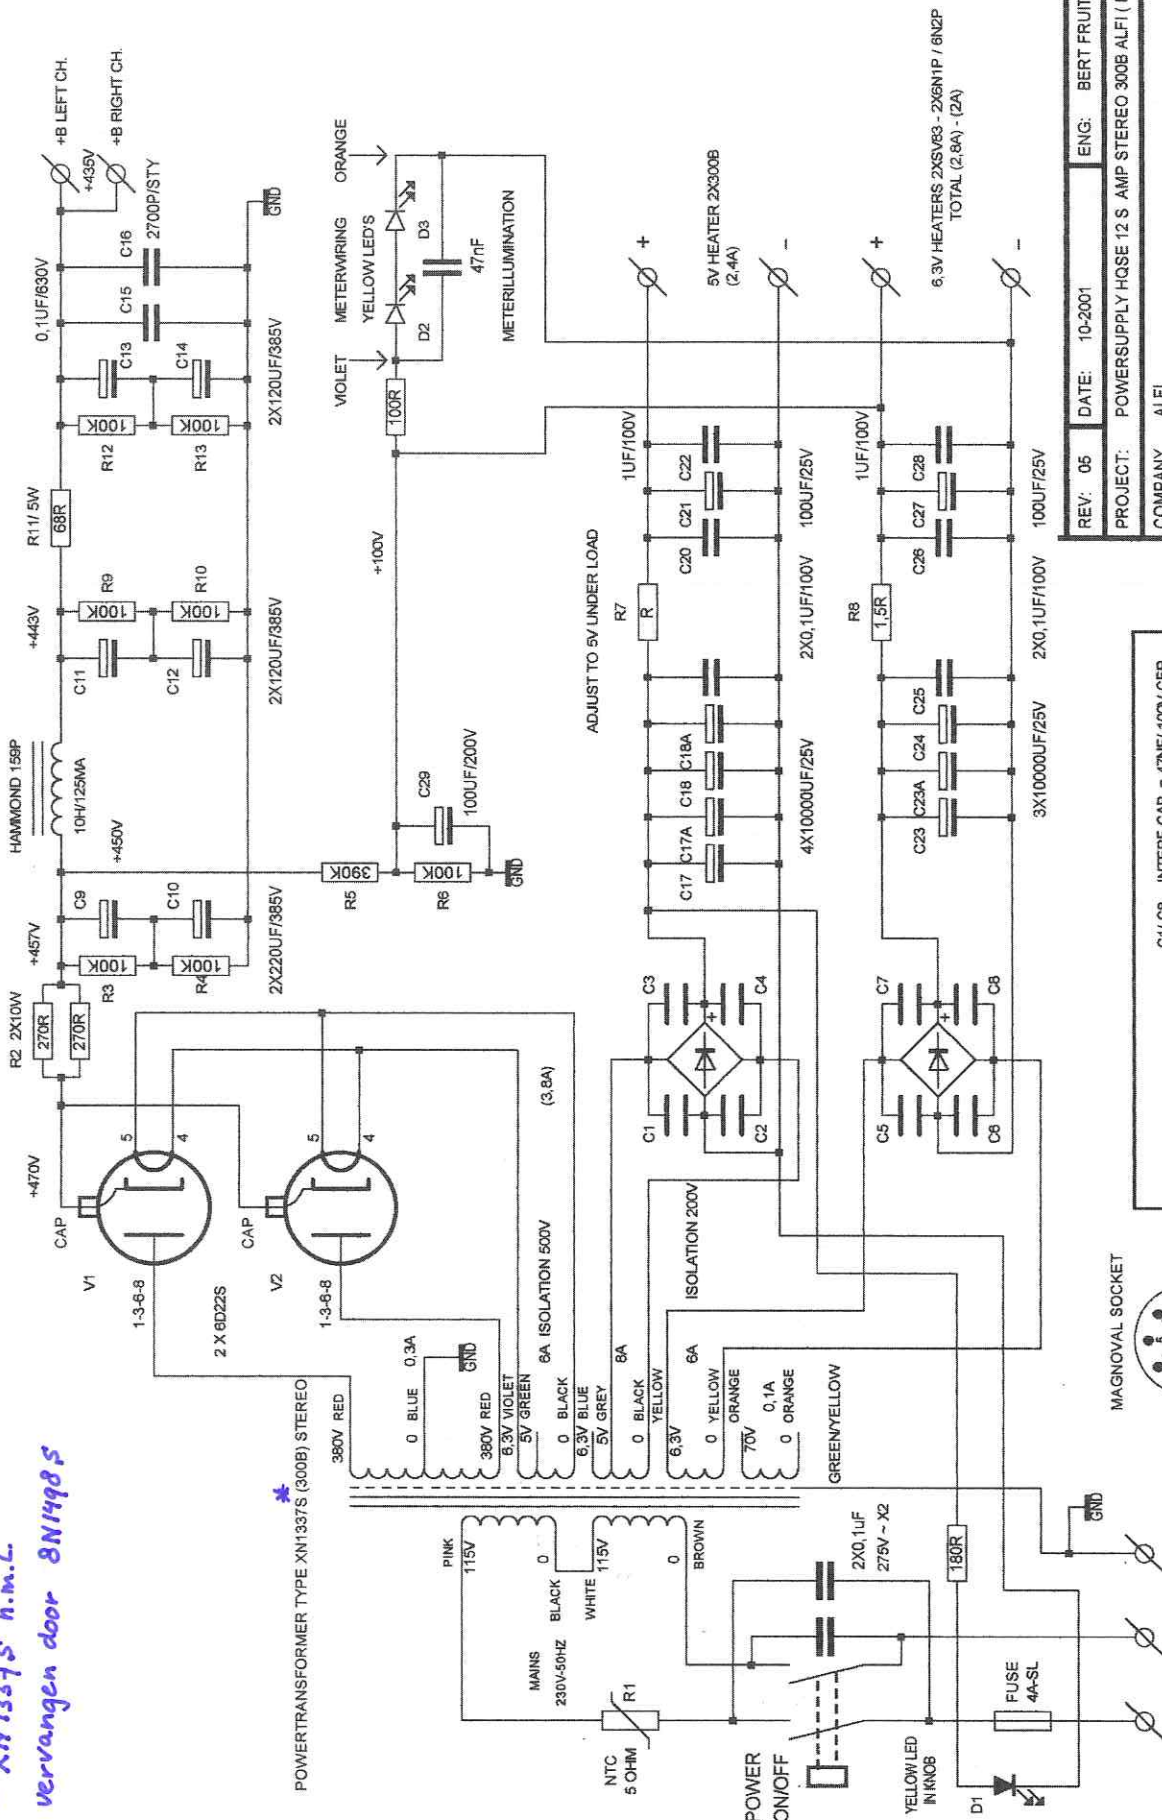 XN1337S n.m.l.
vervangen door 8N1498S
*
POWERTRANSFORMER TYPE XN1337S (300B) STEREO
PINK
115V
0
BLACK
WHITE
115V
0
BROWN
MAINS
230V-50HZ
NTC
5 OHM
R1
POWER
ON/OFF
2X0,1uF
275V ~ X2
YELLOW LED
IN KNOB
FUSE
4A-SL
D1
180R
GND
380V RED
0 BLUE
0,3A
GND
380V RED
6,3V VIOLET
5V GREEN
6A ISOLATION 500V
0 BLACK
6,3V BLUE
5V GREY
8A
0 BLACK
YELLOW
ISOLATION 200V
6,3V
6A
0 YELLOW
ORANGE
70V
0,1A
0 ORANGE
GREEN/YELLOW
V1
1-3-6-8
CAP
+470V
5
4
2 X 6D22S
V2
1-3-6-8
CAP
5
4
(3,8A)
R2 2X10W
270R
270R
+457V
C9
100K
R3
C10
100K
R4
2X220UF/385V
HAMMOND 159P
10H/125MA
+450V
R5
390K
R6
100K
C29
100UF/200V
GND
+443V
C11
R9
100K
C12
R10
100K
2X120UF/385V
R11/ 5W
68R
R12
100K
C13
R13
100K
C14
2X120UF/385V
0,1UF/630V
C15
C16
2700P/STY
GND
+B LEFT CH.
+435V
+B RIGHT CH.
+100V
100R
VIOLET
METERWIRING
YELLOW LED'S
ORANGE
D2
D3
47nF
METERILLUMINATION
C1
C2
C3
C4
+
C17
C17A
C18
C18A
4X10000UF/25V
ADJUST TO 5V UNDER LOAD
R7
R
2X0,1UF/100V
C20
C21
C22
1UF/100V
100UF/25V
+
5V HEATER 2X300B
(2,4A)
-
C5
C6
C7
C8
+
C23
C23A
C24
C25
3X10000UF/25V
R8
1,5R
2X0,1UF/100V
C26
C27
C28
1UF/100V
100UF/25V
+
6,3V HEATERS 2XSV83 - 2X6N1P / 6N2P
TOTAL (2,8A) - (2A)
-
MAGNOVAL SOCKET
5
REV: 05
DATE: 10-2001
ENG: BERT FRUIT
PROJECT: POWERSUPPLY HQSE 12 S AMP STEREO 300B ALFI (
COMPANY ALFI